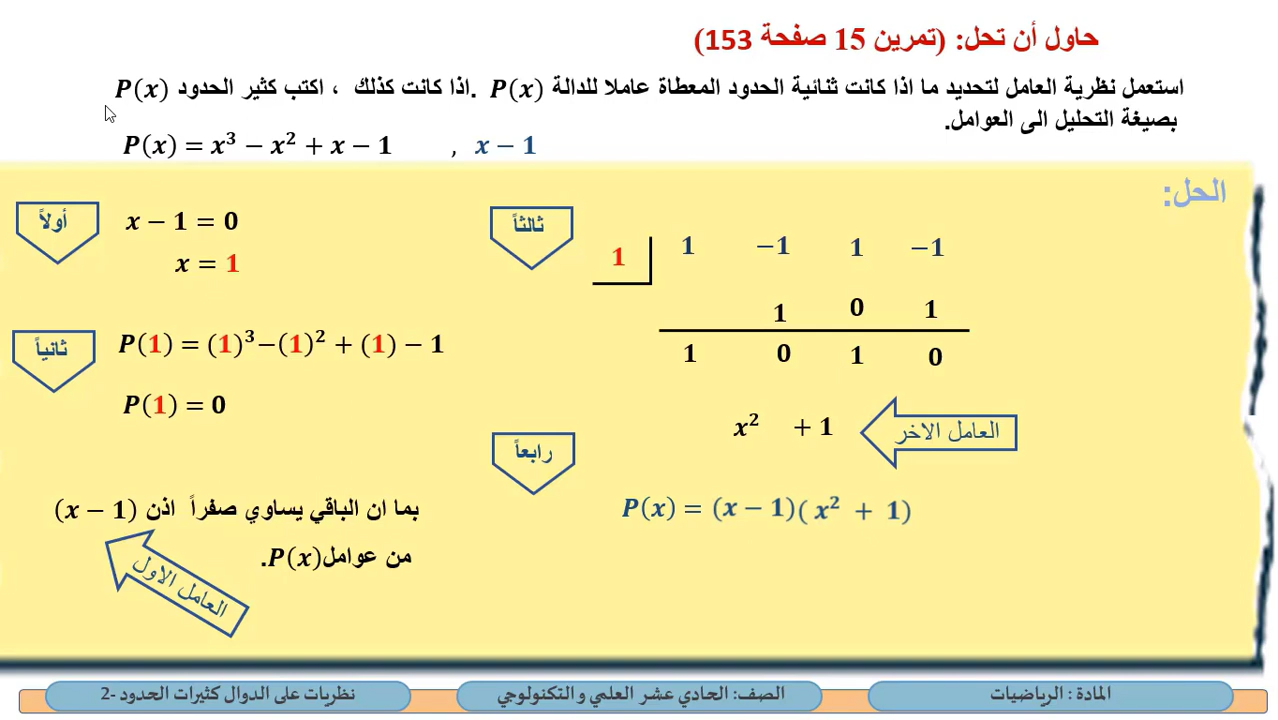 حاول أن تحل: (تمرين 15 صفحة 153)
استعمل نظرية العامل لتحديد ما اذا كانت ثنائية الحدود المعطاة عاملا للدالة P(x) .اذا كانت كذلك ، اكتب كثير الحدود P(x)
بصيغة التحليل الى العوامل.
P(x) = x³ − x² + x − 1 , x − 1
الحل:
أولاً
x − 1 = 0
x = 1
ثانياً
P(1) = (1)³−(1)² + (1) − 1
P(1) = 0
بما ان الباقي يساوي صفراً اذن (x − 1)
من عوامل P(x).
العامل الاول
ثالثاً
1 1 −1 1 −1
1 0 1
1 0 1 0
x² + 1
العامل الاخر
رابعاً
P(x) = (x − 1)( x² + 1)
المادة : الرياضيات
الصف: الحادي عشر العلمي و التكنولوجي
نظريات على الدوال كثيرات الحدود -2